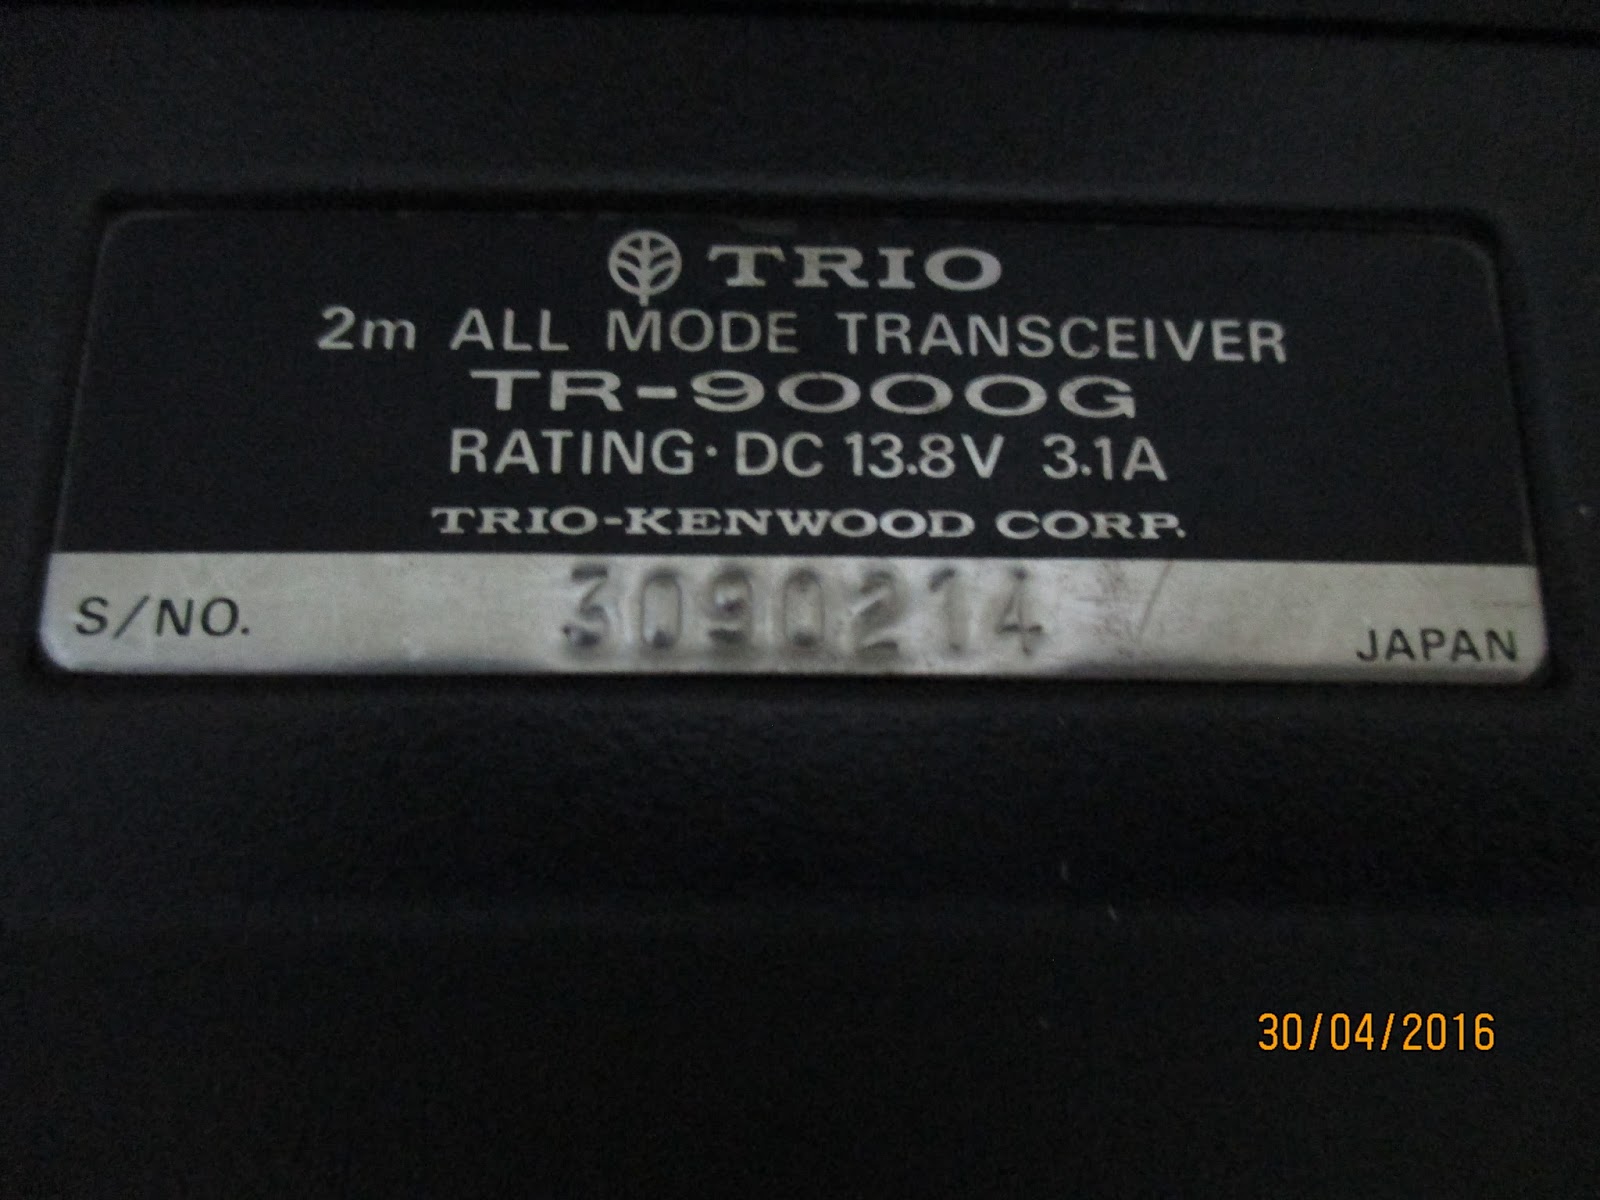 TRIO
2m ALL MODE TRANSCEIVER
TR-9000G
RATING· DC 13.8V 3.1A
TRIO-KENWOOD CORP.
S/NO. 3090214 JAPAN
30/04/2016